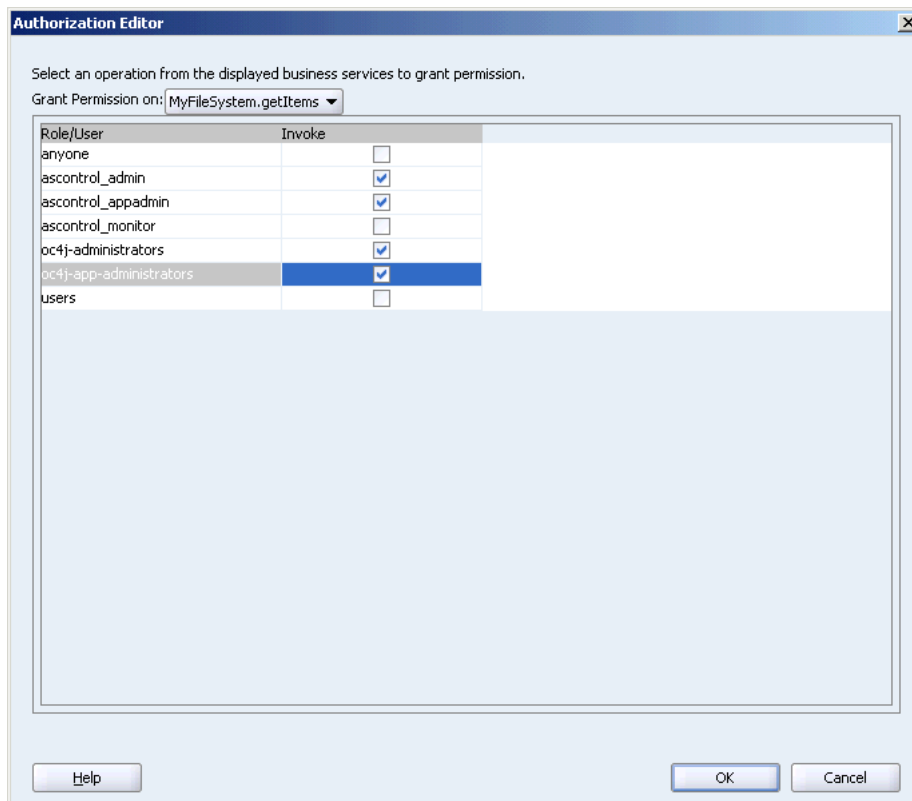 Authorization Editor
Select an operation from the displayed business services to grant permission.
Grant Permission on: MyFileSystem.getItems
Role/User Invoke
anyone
ascontrol_admin
ascontrol_appadmin
ascontrol_monitor
oc4j-administrators
oc4j-app-administrators
users
Help OK Cancel